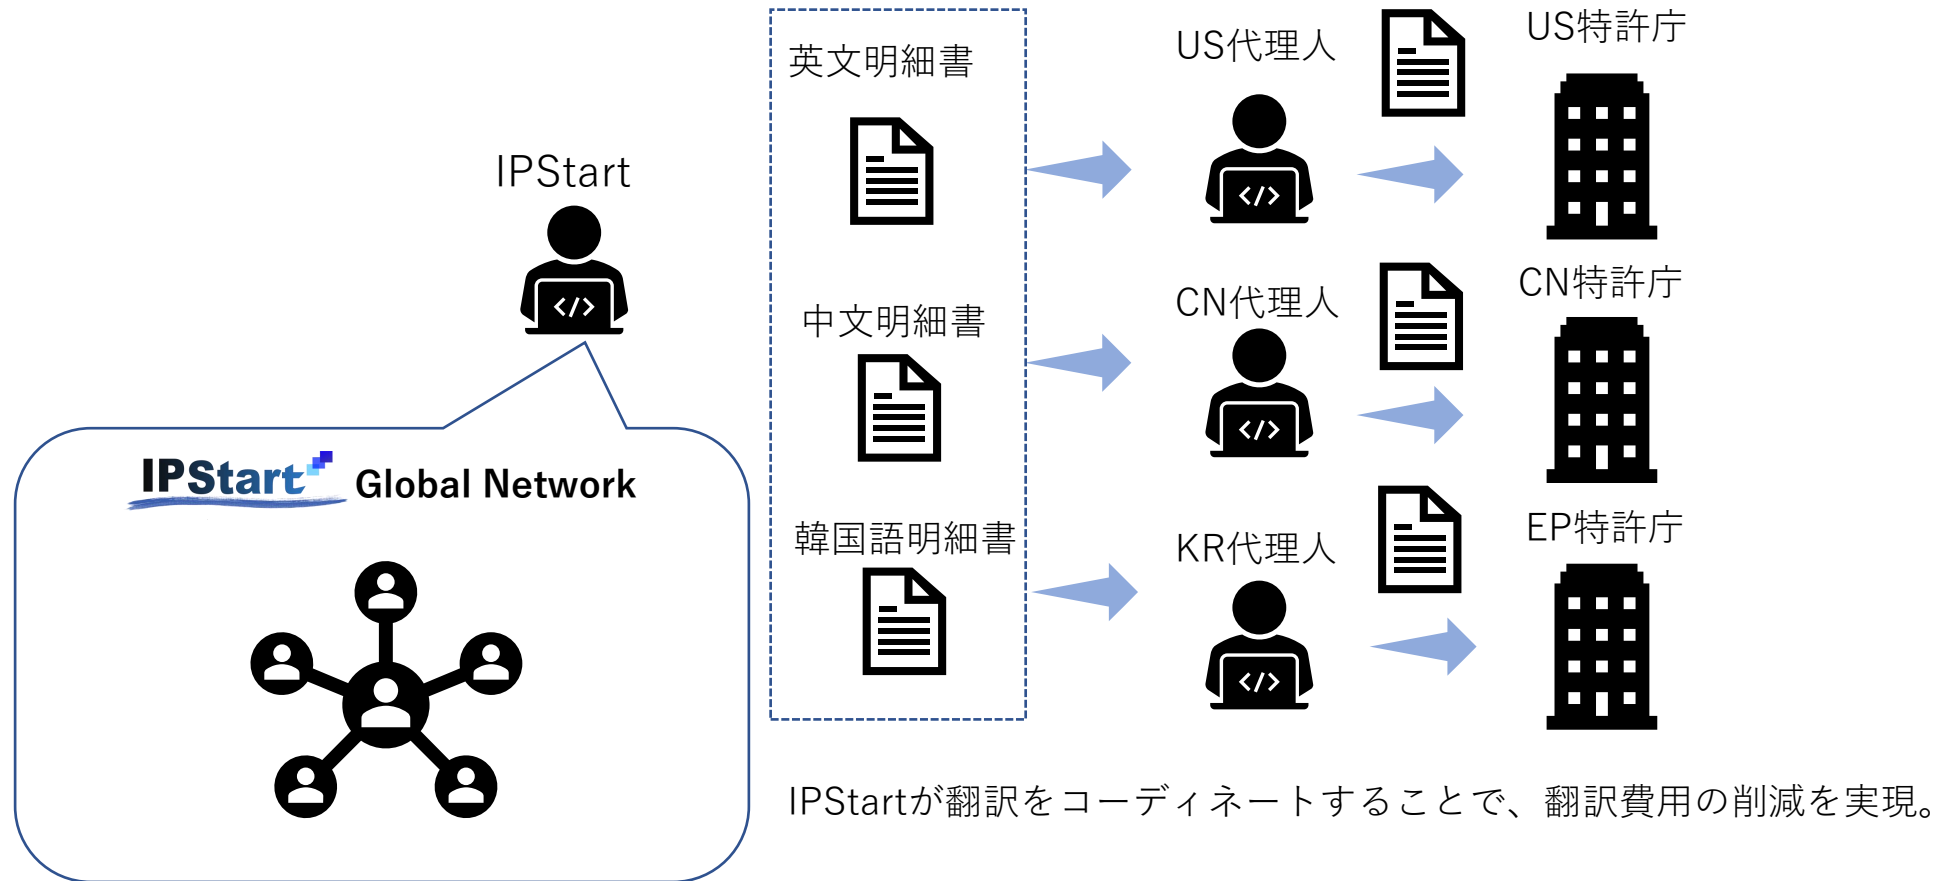 IPStart
IPStart Global Network
英文明細書
中文明細書
韓国語明細書
US代理人
CN代理人
KR代理人
US特許庁
CN特許庁
EP特許庁
IPStartが翻訳をコーディネートすることで、翻訳費用の削減を実現。